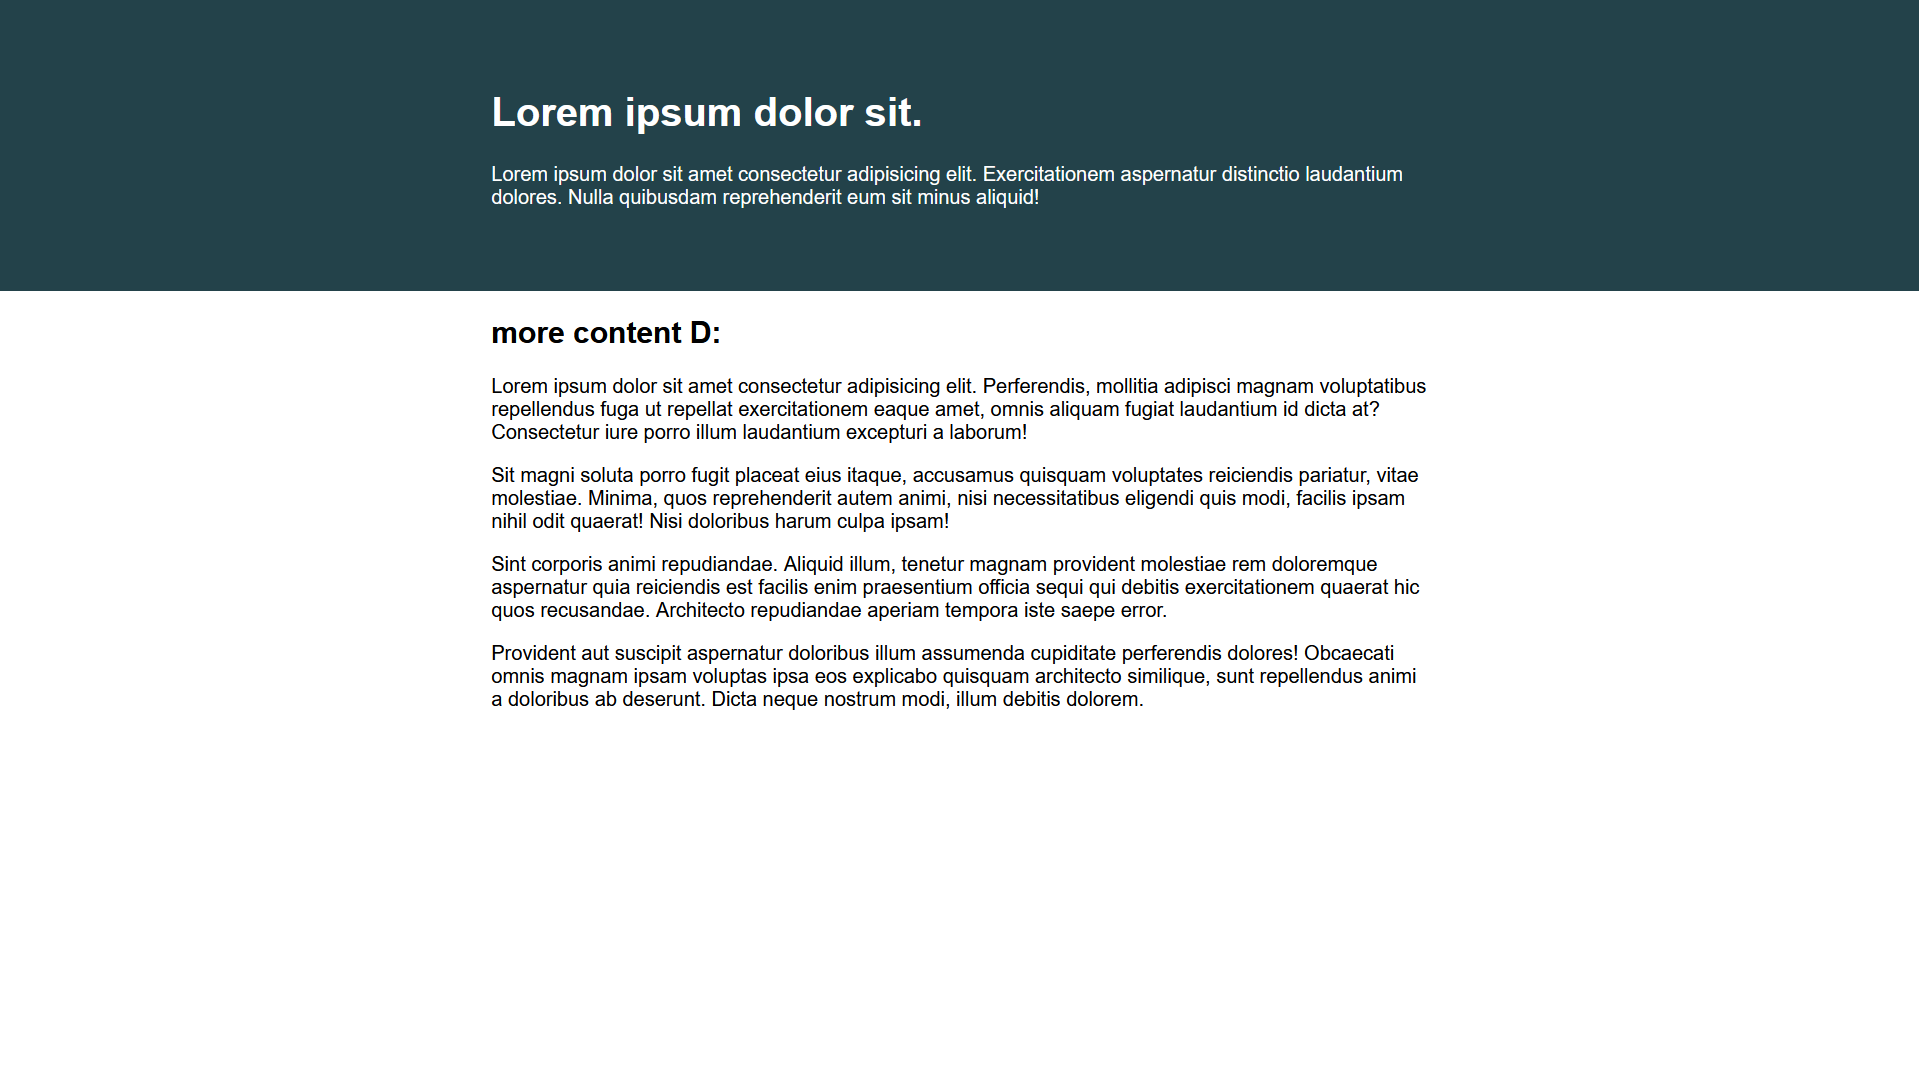 Lorem ipsum dolor sit.
Lorem ipsum dolor sit amet consectetur adipisicing elit. Exercitationem aspernatur distinctio laudantium
dolores. Nulla quibusdam reprehenderit eum sit minus aliquid!
more content D:
Lorem ipsum dolor sit amet consectetur adipisicing elit. Perferendis, mollitia adipisci magnam voluptatibus
repellendus fuga ut repellat exercitationem eaque amet, omnis aliquam fugiat laudantium id dicta at?
Consectetur iure porro illum laudantium excepturi a laborum!
Sit magni soluta porro fugit placeat eius itaque, accusamus quisquam voluptates reiciendis pariatur, vitae
molestiae. Minima, quos reprehenderit autem animi, nisi necessitatibus eligendi quis modi, facilis ipsam
nihil odit quaerat! Nisi doloribus harum culpa ipsam!
Sint corporis animi repudiandae. Aliquid illum, tenetur magnam provident molestiae rem doloremque
aspernatur quia reiciendis est facilis enim praesentium officia sequi qui debitis exercitationem quaerat hic
quos recusandae. Architecto repudiandae aperiam tempora iste saepe error.
Provident aut suscipit aspernatur doloribus illum assumenda cupiditate perferendis dolores! Obcaecati
omnis magnam ipsam voluptas ipsa eos explicabo quisquam architecto similique, sunt repellendus animi
a doloribus ab deserunt. Dicta neque nostrum modi, illum debitis dolorem.